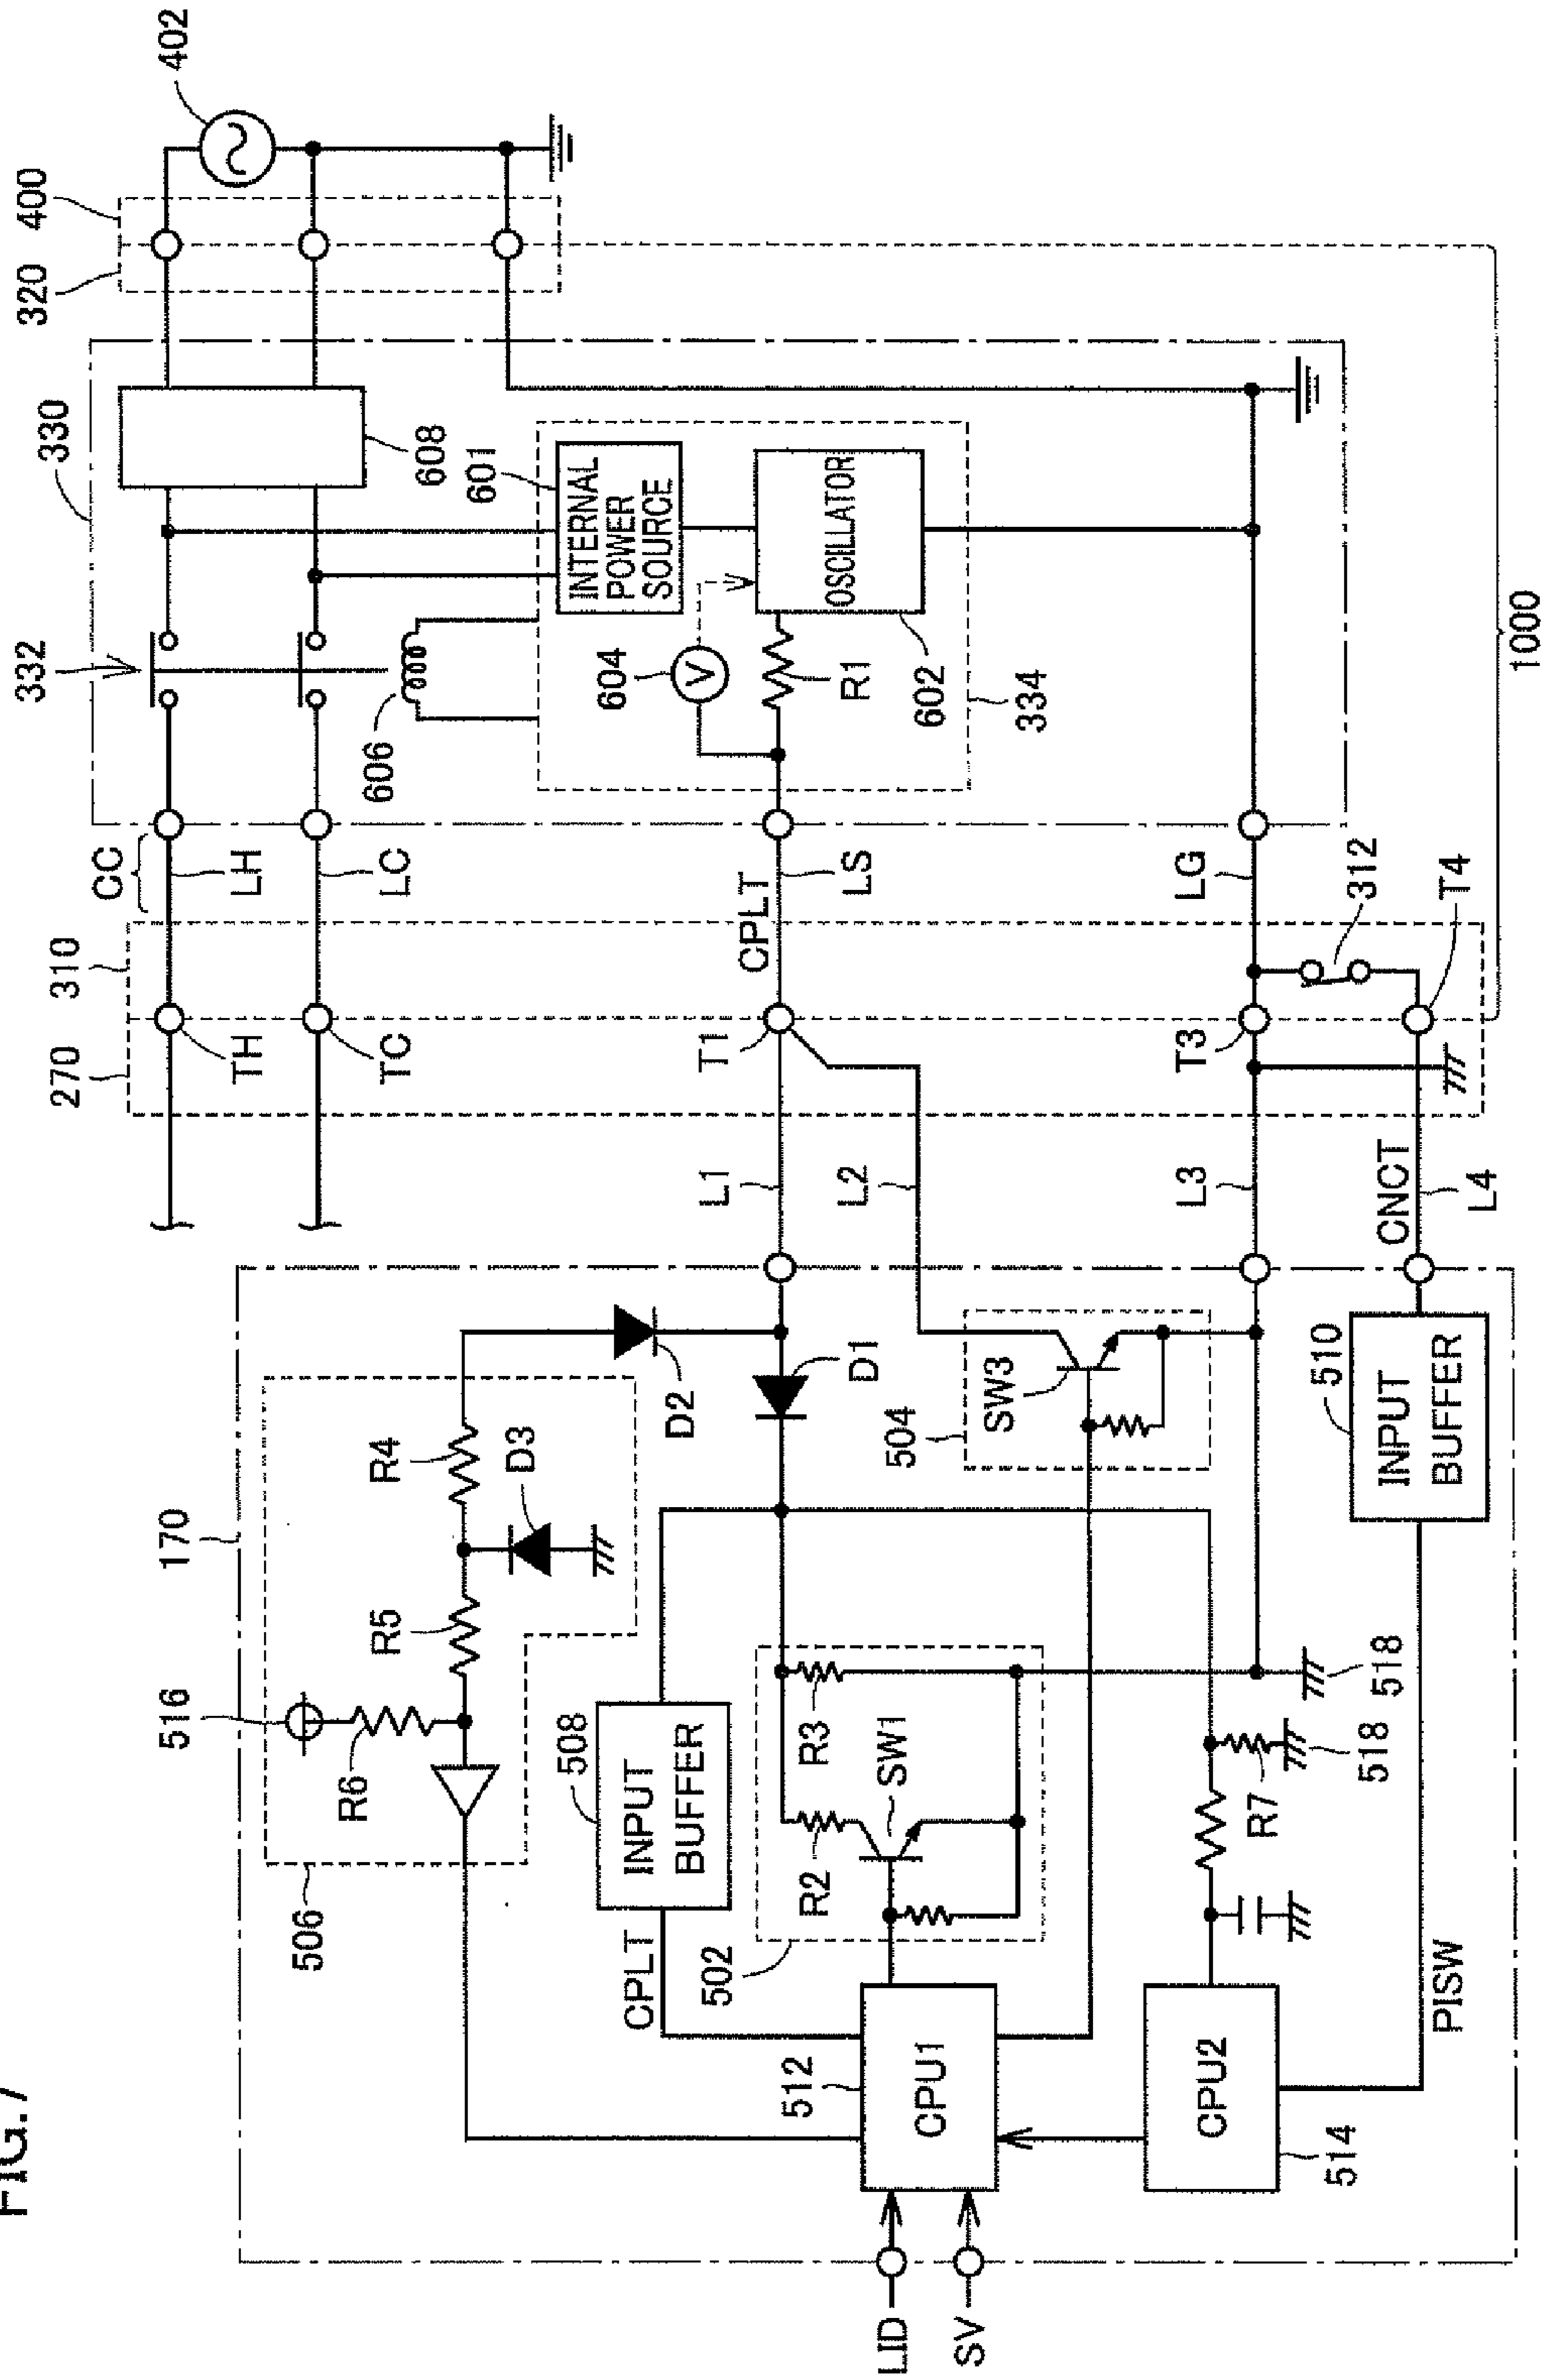 FIG.7
402
400
320
330
332
608
601
INTERNAL
POWER
SOURCE
OSCILLATOR
604
V
R1
602
334
606
1000
CC
LH
LC
CPLT
LS
LG
312
T4
310
270
TH
TC
T1
T3
L1
L2
L3
CNCT
L4
170
R4
D3
D2
D1
R5
516
R6
506
508
INPUT
BUFFER
CPLT
504
SW3
510
INPUT
BUFFER
R3
R2
SW1
502
518
R7
518
512
CPU1
CPU2
514
PISW
LID
SV